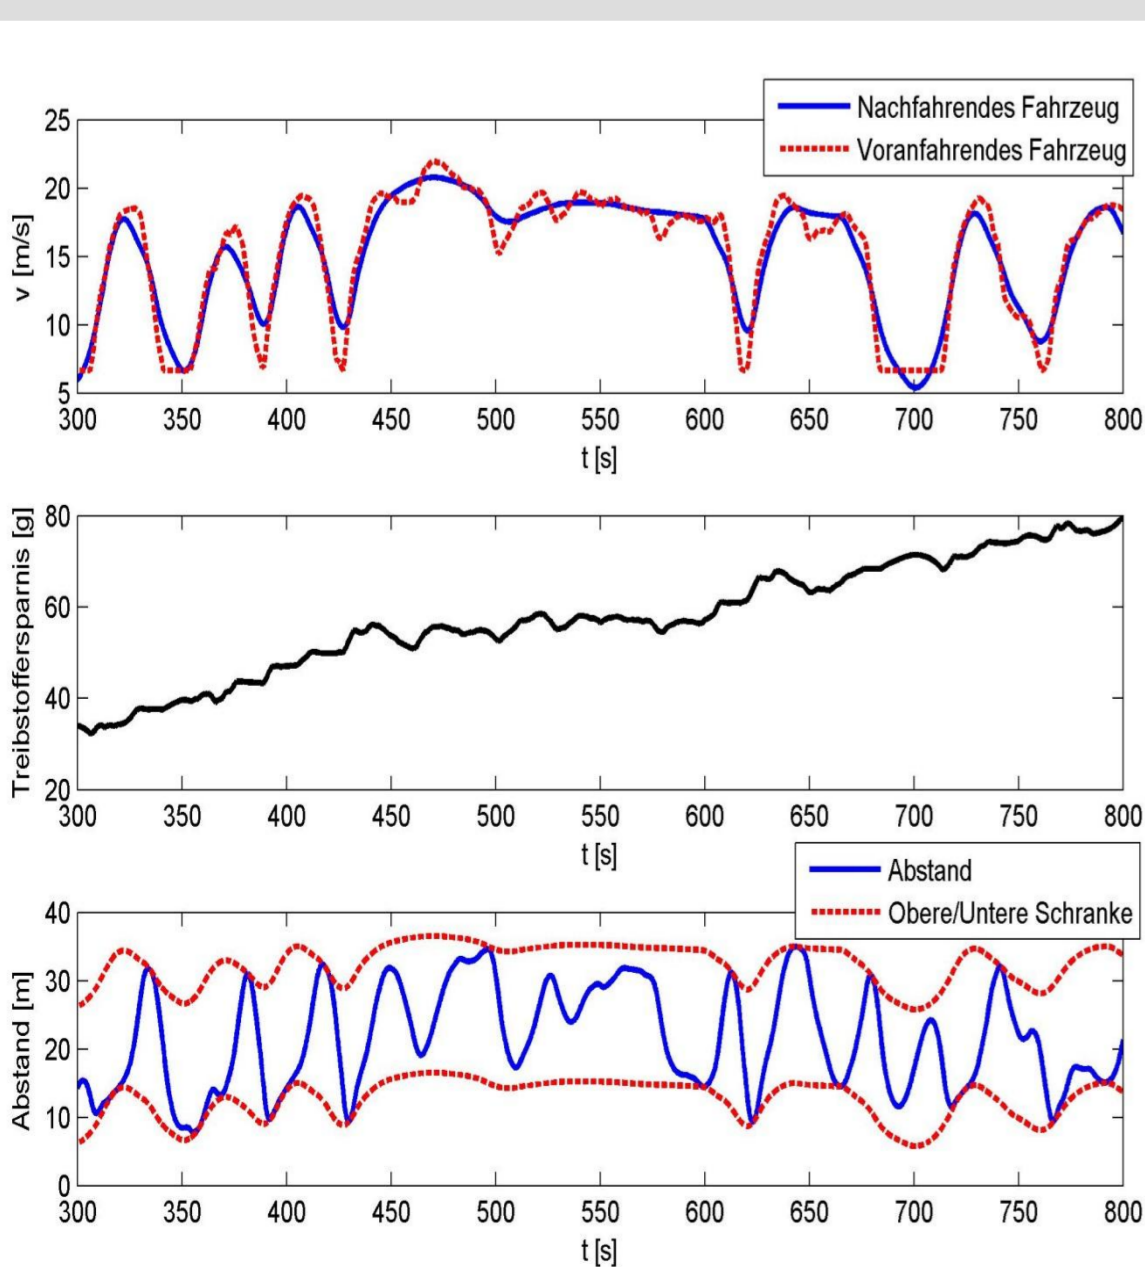 Nachfahrendes Fahrzeug
Voranfahrendes Fahrzeug
v [m/s]
25
20
15
10
5
300 350 400 450 500 550 600 650 700 750 800
t [s]
Treibstoffersparnis [g]
80
60
40
20
300 350 400 450 500 550 600 650 700 750 800
t [s]
Abstand
Obere/Untere Schranke
Abstand [m]
40
30
20
10
0
300 350 400 450 500 550 600 650 700 750 800
t [s]